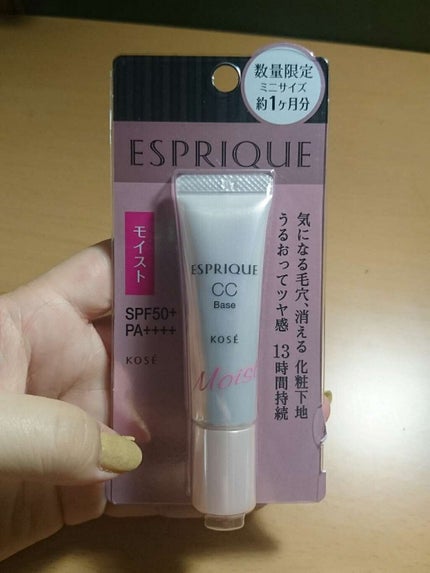 数量限定
ミニサイズ
約1ヶ月分
ESPRIQUE
モイスト
SPF50+
PA++++
KOSÉ
ESPRIQUE
CC
Base
KOSÉ
Moist
気になる毛穴、消える 化粧下地
うるおってツヤ感 13時間持続